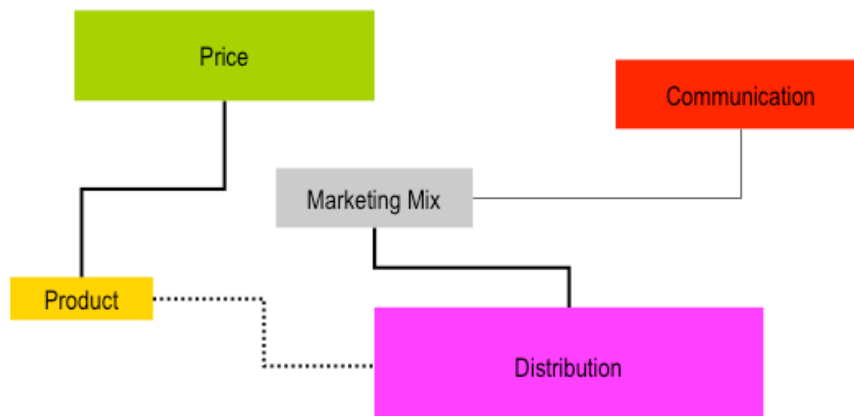 Price
Communication
Marketing Mix
Product
Distribution